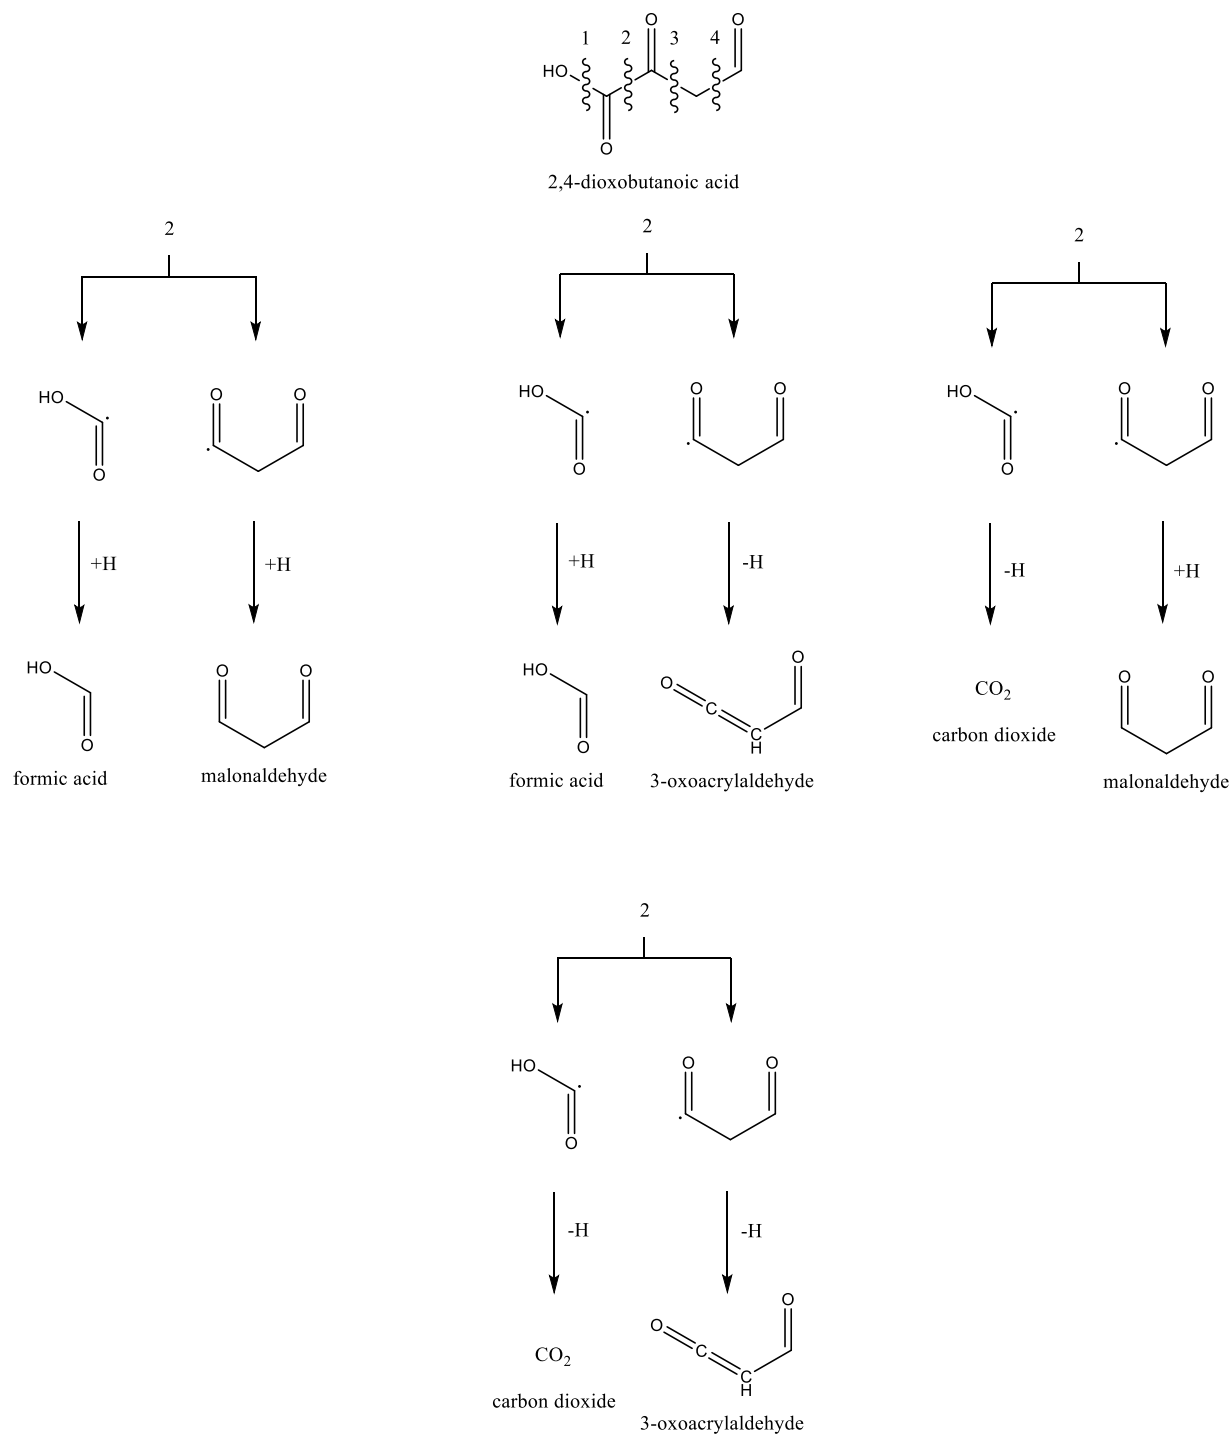 O O
1 2 3 4
HO
O
2,4-dioxobutanoic acid
2 2 2
HO O O HO O O HO O O
O O O
+H +H +H -H -H +H
HO O O HO O O CO2 O O
O O C C H
formic acid malonaldehyde formic acid 3-oxoacrylaldehyde carbon dioxide malonaldehyde
2
HO O O
O
-H -H
CO2 O C C H O
carbon dioxide 3-oxoacrylaldehyde